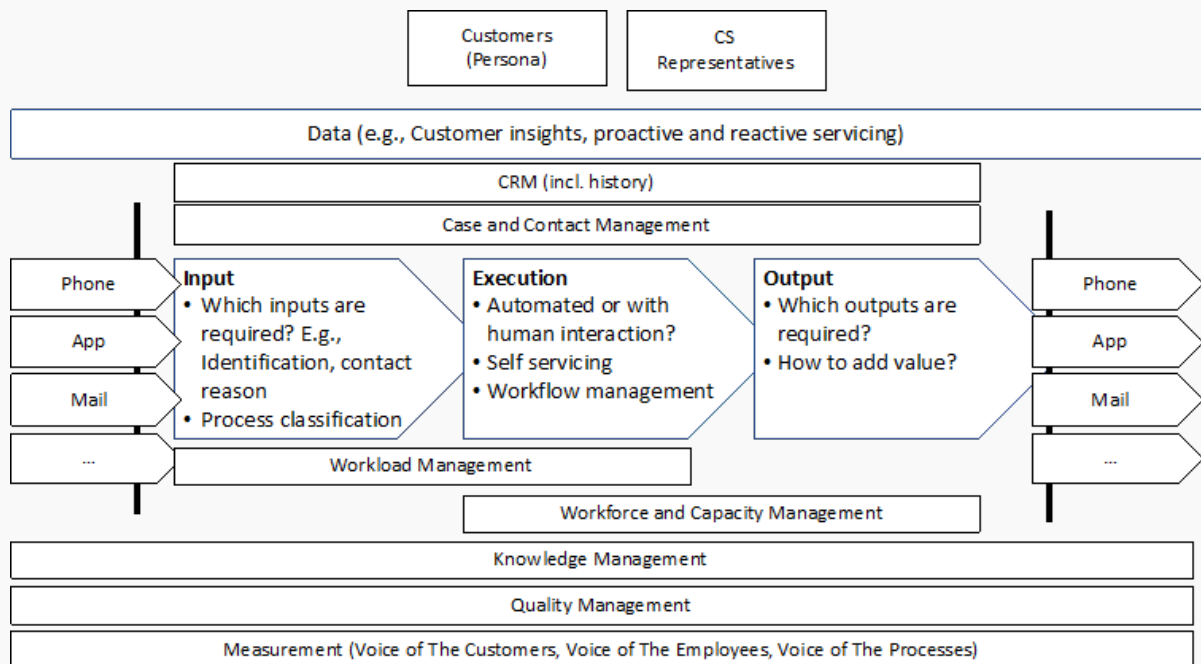 Customers
(Persona)
CS
Representatives
Data (e.g., Customer insights, proactive and reactive servicing)
CRM (incl. history)
Case and Contact Management
Phone
App
Mail
...
Input
• Which inputs are
required? E.g.,
Identification, contact
reason
• Process classification
Execution
• Automated or with
human interaction?
• Self servicing
• Workflow management
Output
• Which outputs are
required?
• How to add value?
Phone
App
Mail
...
Workload Management
Workforce and Capacity Management
Knowledge Management
Quality Management
Measurement (Voice of The Customers, Voice of The Employees, Voice of The Processes)